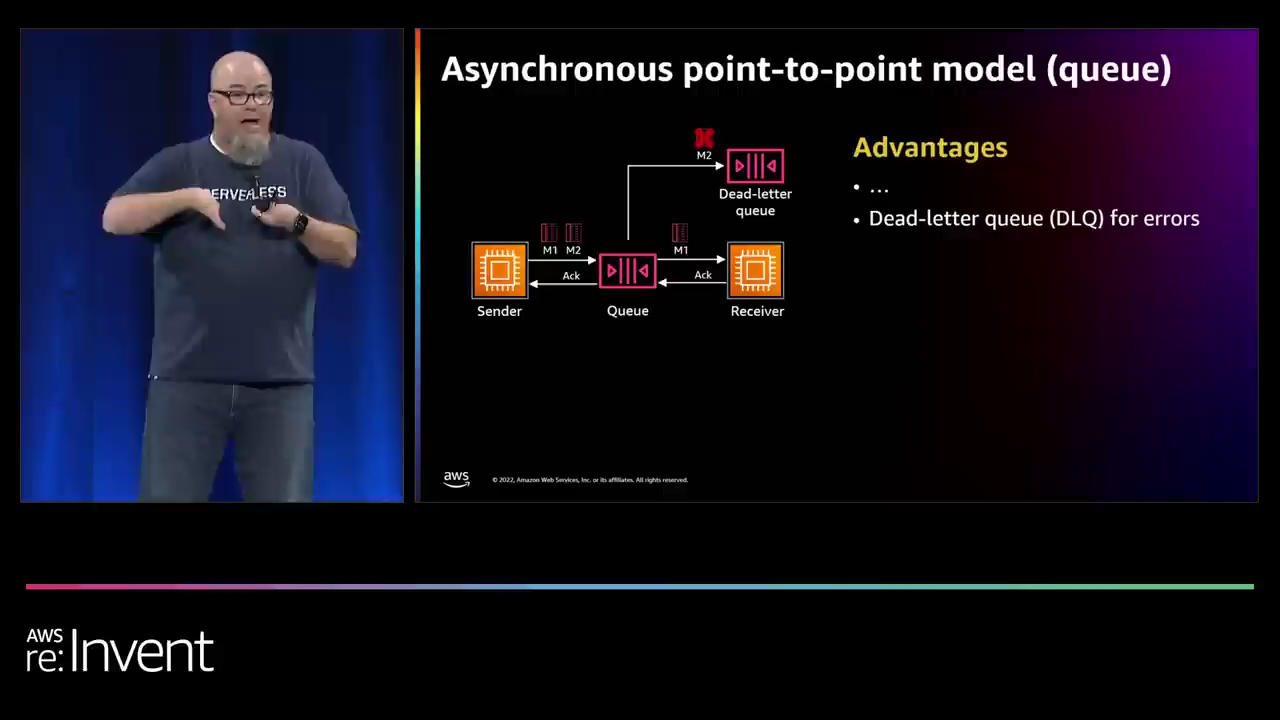 Asynchronous point-to-point model (queue)
SERVERLESS
M2
Dead-letter
queue
M1 M2
M1
Ack
Ack
Sender
Queue
Receiver
Advantages
• ...
• Dead-letter queue (DLQ) for errors
aws
© 2022, Amazon Web Services, Inc. or its affiliates. All rights reserved.
AWS
re:Invent